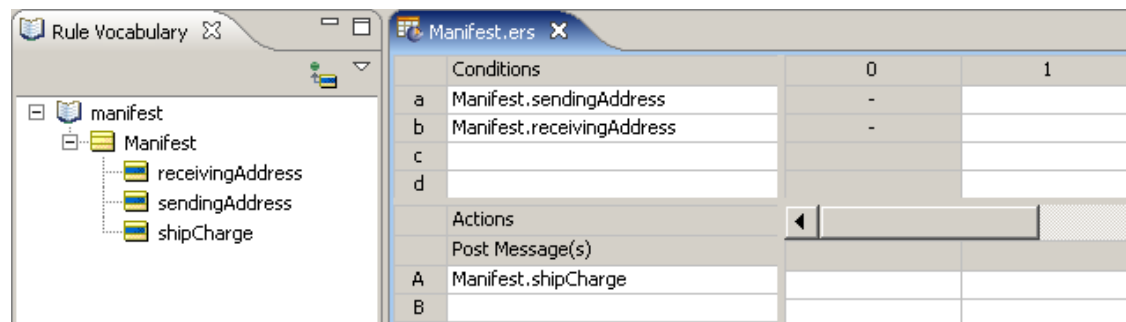 Rule Vocabulary
manifest
Manifest
receivingAddress
sendingAddress
shipCharge
Manifest.ers
Conditions 0 1
a Manifest.sendingAddress -
b Manifest.receivingAddress -
c
d
Actions
Post Message(s)
A Manifest.shipCharge
B